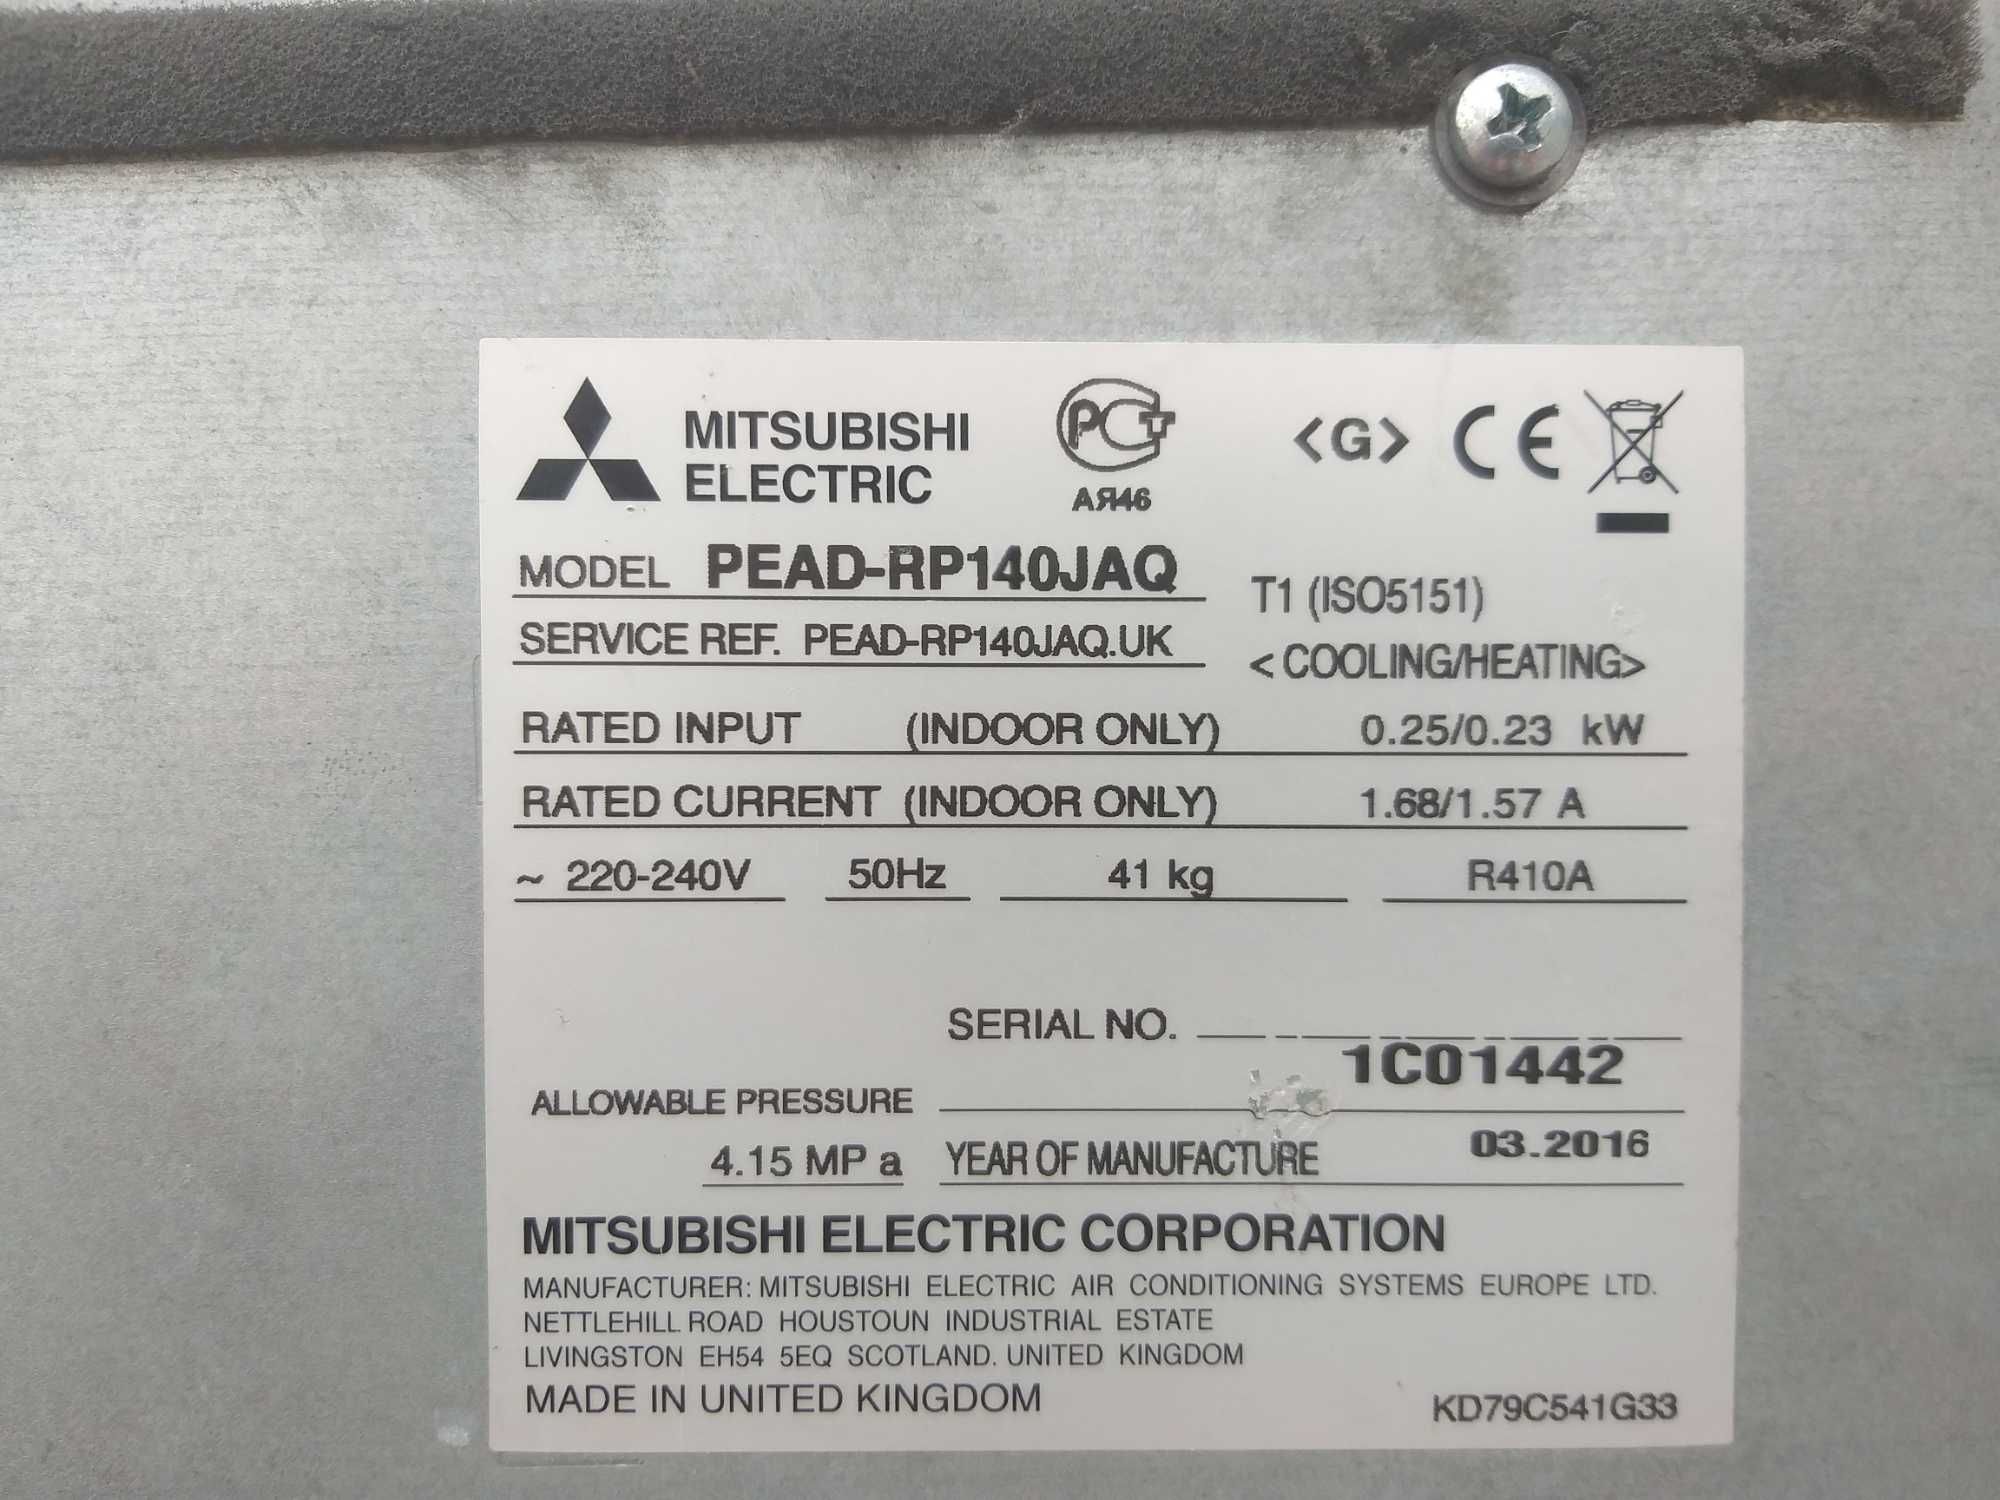 MITSUBISHI
ELECTRIC
РСТ
АЯ46
<G> CE
MODEL PEAD-RP140JAQ
T1 (ISO5151)
SERVICE REF. PEAD-RP140JAQ.UK
<COOLING/HEATING>
RATED INPUT (INDOOR ONLY) 0.25/0.23 kW
RATED CURRENT (INDOOR ONLY) 1.68/1.57 A
~ 220-240V 50Hz 41 kg R410A
SERIAL NO.
1C01442
ALLOWABLE PRESSURE
4.15 MP a YEAR OF MANUFACTURE 03.2016
MITSUBISHI ELECTRIC CORPORATION
MANUFACTURER: MITSUBISHI ELECTRIC AIR CONDITIONING SYSTEMS EUROPE LTD.
NETTLEHILL ROAD HOUSTOUN INDUSTRIAL ESTATE
LIVINGSTON EH54 5EQ SCOTLAND. UNITED KINGDOM
MADE IN UNITED KINGDOM KD79C541G33